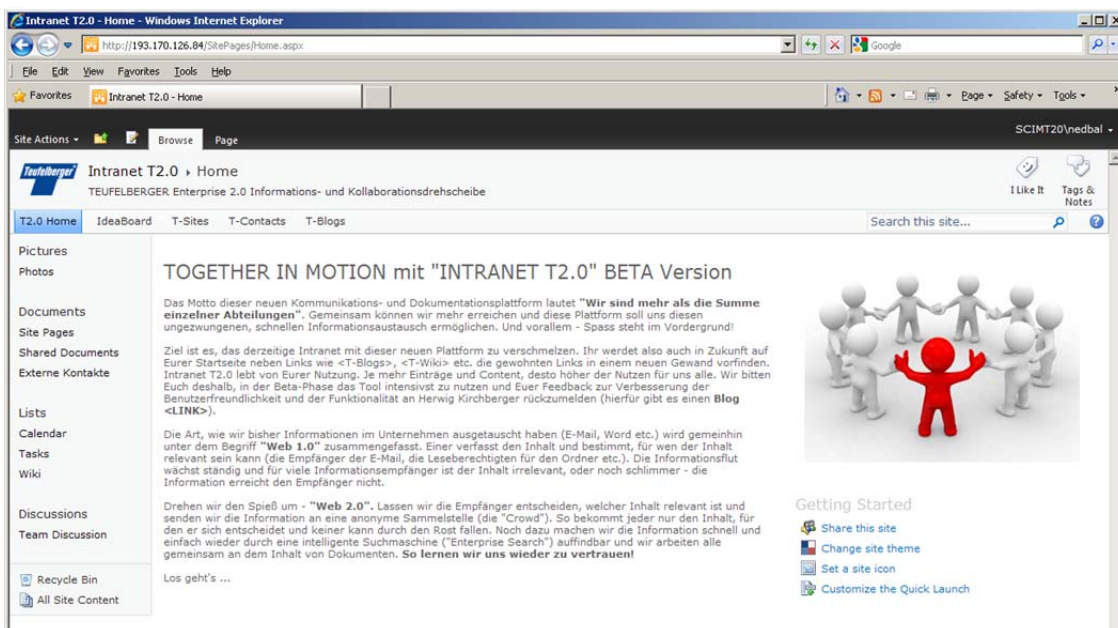 Intranet T2.0 - Home - Windows Internet Explorer
http://193.170.126.84/SitePages/Home.aspx
Google
File Edit View Favorites Tools Help
Favorites Intranet T2.0 - Home
Page Safety Tools
Site Actions Browse Page SCIMT20\nedbal
Teufelberger Intranet T2.0 Home
TEUFELBERGER Enterprise 2.0 Informations- und Kollaborationsdrehscheibe
I Like It Tags & Notes
T2.0 Home IdeaBoard T-Sites T-Contacts T-Blogs Search this site...
Pictures
Photos
Documents
Site Pages
Shared Documents
Externe Kontakte
Lists
Calendar
Tasks
Wiki
Discussions
Team Discussion
Recycle Bin
All Site Content
TOGETHER IN MOTION mit "INTRANET T2.0" BETA Version
Das Motto dieser neuen Kommunikations- und Dokumentationsplattform lautet "Wir sind mehr als die Summe
einzelner Abteilungen". Gemeinsam können wir mehr erreichen und diese Plattform soll uns diesen
ungezwungenen, schnellen Informationsaustausch ermöglichen. Und vorallem - Spass steht im Vordergrund!
Ziel ist es, das derzeitige Intranet mit dieser neuen Plattform zu verschmelzen. Ihr werdet also auch in Zukunft auf
Eurer Startseite neben Links wie <T-Blogs>, <T-Wiki> etc. die gewohnten Links in einem neuen Gewand vorfinden.
Intranet T2.0 lebt von Eurer Nutzung. Je mehr Einträge und Content, desto höher der Nutzen für uns alle. Wir bitten
Euch deshalb, in der Beta-Phase das Tool intensivst zu nutzen und Euer Feedback zur Verbesserung der
Benutzerfreundlichkeit und der Funktionalität an Herwig Kirchberger rückzumelden (hierfür gibt es einen Blog
<LINK>).
Die Art, wie wir bisher Informationen im Unternehmen ausgetauscht haben (E-Mail, Word etc.) wird gemeinhin
unter dem Begriff "Web 1.0" zusammengefasst. Einer verfasst den Inhalt und bestimmt, für wen der Inhalt
relevant sein kann (die Empfänger der E-Mail, die Leseberechtigten für den Ordner etc.). Die Informationsflut
wächst ständig und für viele Informationsempfänger ist der Inhalt irrelevant, oder noch schlimmer - die
Information erreicht den Empfänger nicht.
Drehen wir den Spieß um - "Web 2.0". Lassen wir die Empfänger entscheiden, welcher Inhalt relevant ist und
senden wir die Information an eine anonyme Sammelstelle (die "Crowd"). So bekommt jeder nur den Inhalt, für
den er sich entscheidet und keiner kann durch den Rost fallen. Noch dazu machen wir die Information schnell und
einfach wieder durch eine intelligente Suchmaschine ("Enterprise Search") auffindbar und wir arbeiten alle
gemeinsam an dem Inhalt von Dokumenten. So lernen wir uns wieder zu vertrauen!
Los geht's ...
Getting Started
Share this site
Change site theme
Set a site icon
Customize the Quick Launch